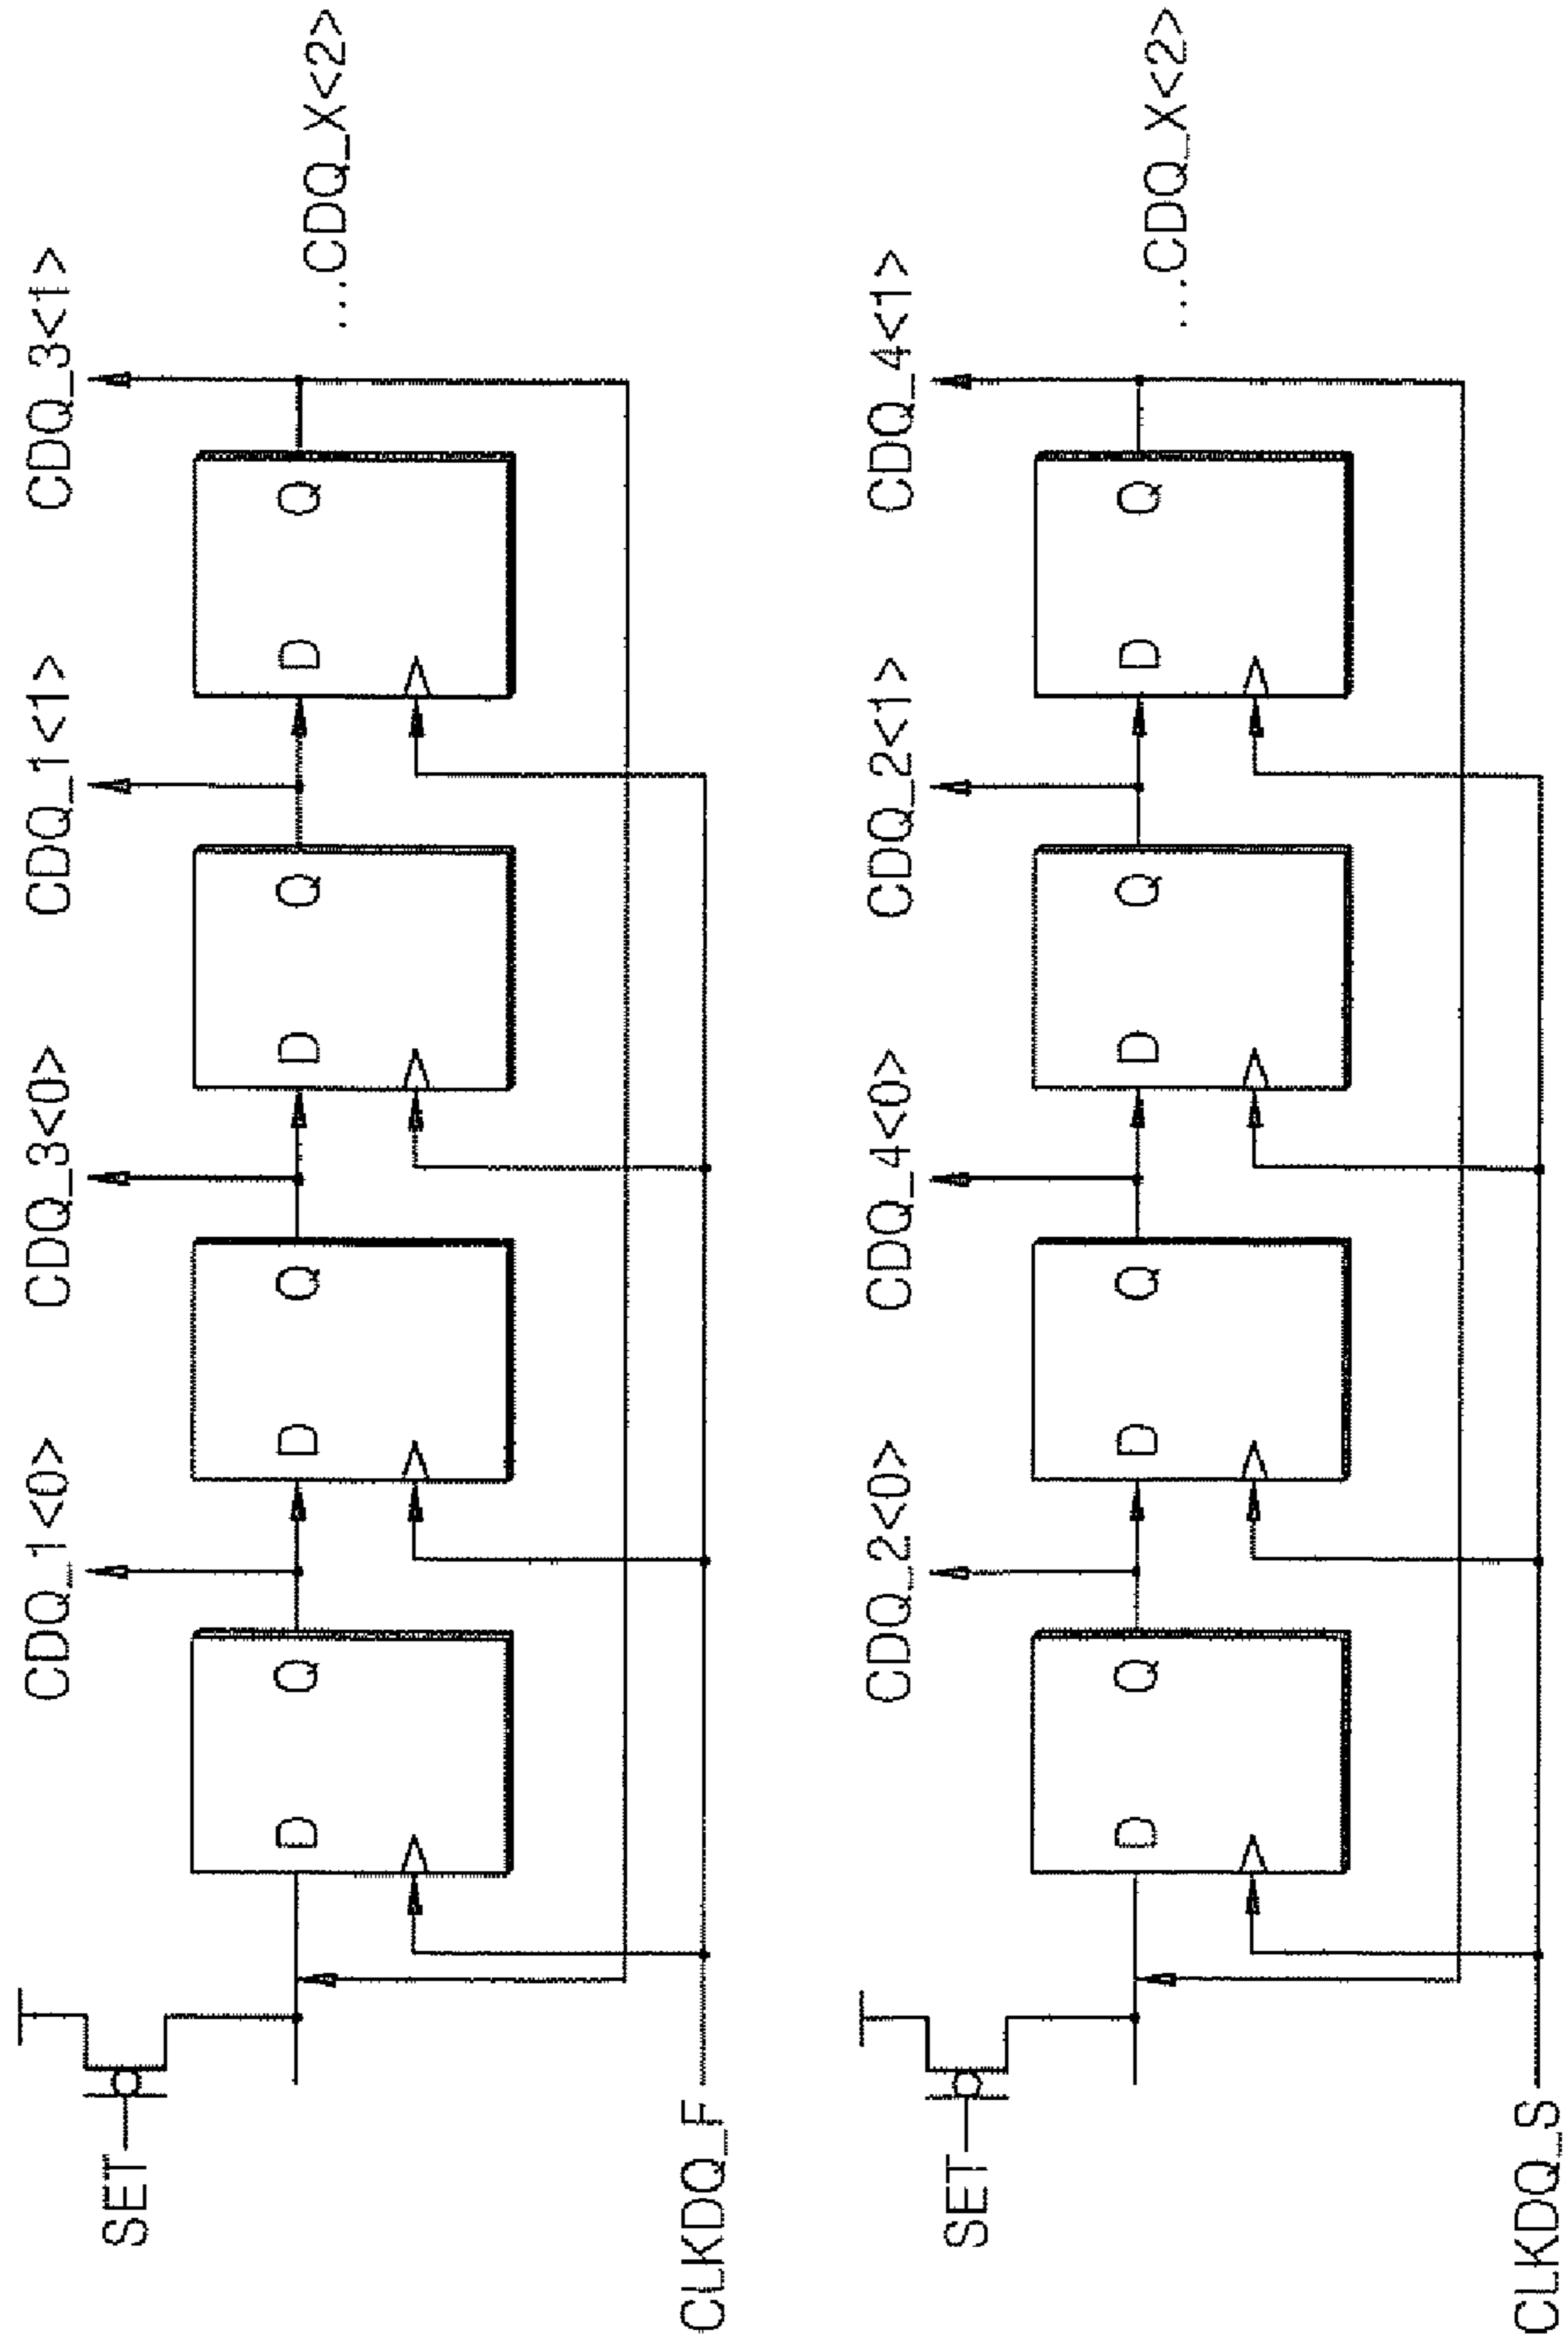 CDQ_1<0> CDQ_3<0> CDQ_1<1> CDQ_3<1>
SET
D Q D Q D Q D Q ...CDQ_X<2>
CLKDQ_F
CDQ_2<0> CDQ_4<0> CDQ_2<1> CDQ_4<1>
SET
D Q D Q D Q D Q ...CDQ_X<2>
CLKDQ_S